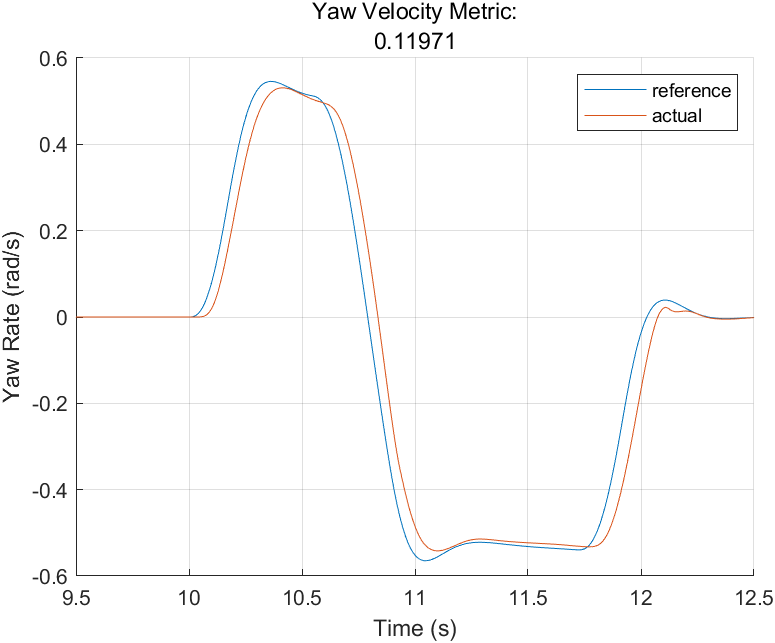 Yaw Velocity Metric:
0.11971
reference
actual
0.6
0.4
0.2
0
-0.2
-0.4
-0.6
Yaw Rate (rad/s)
9.5 10 10.5 11 11.5 12 12.5
Time (s)